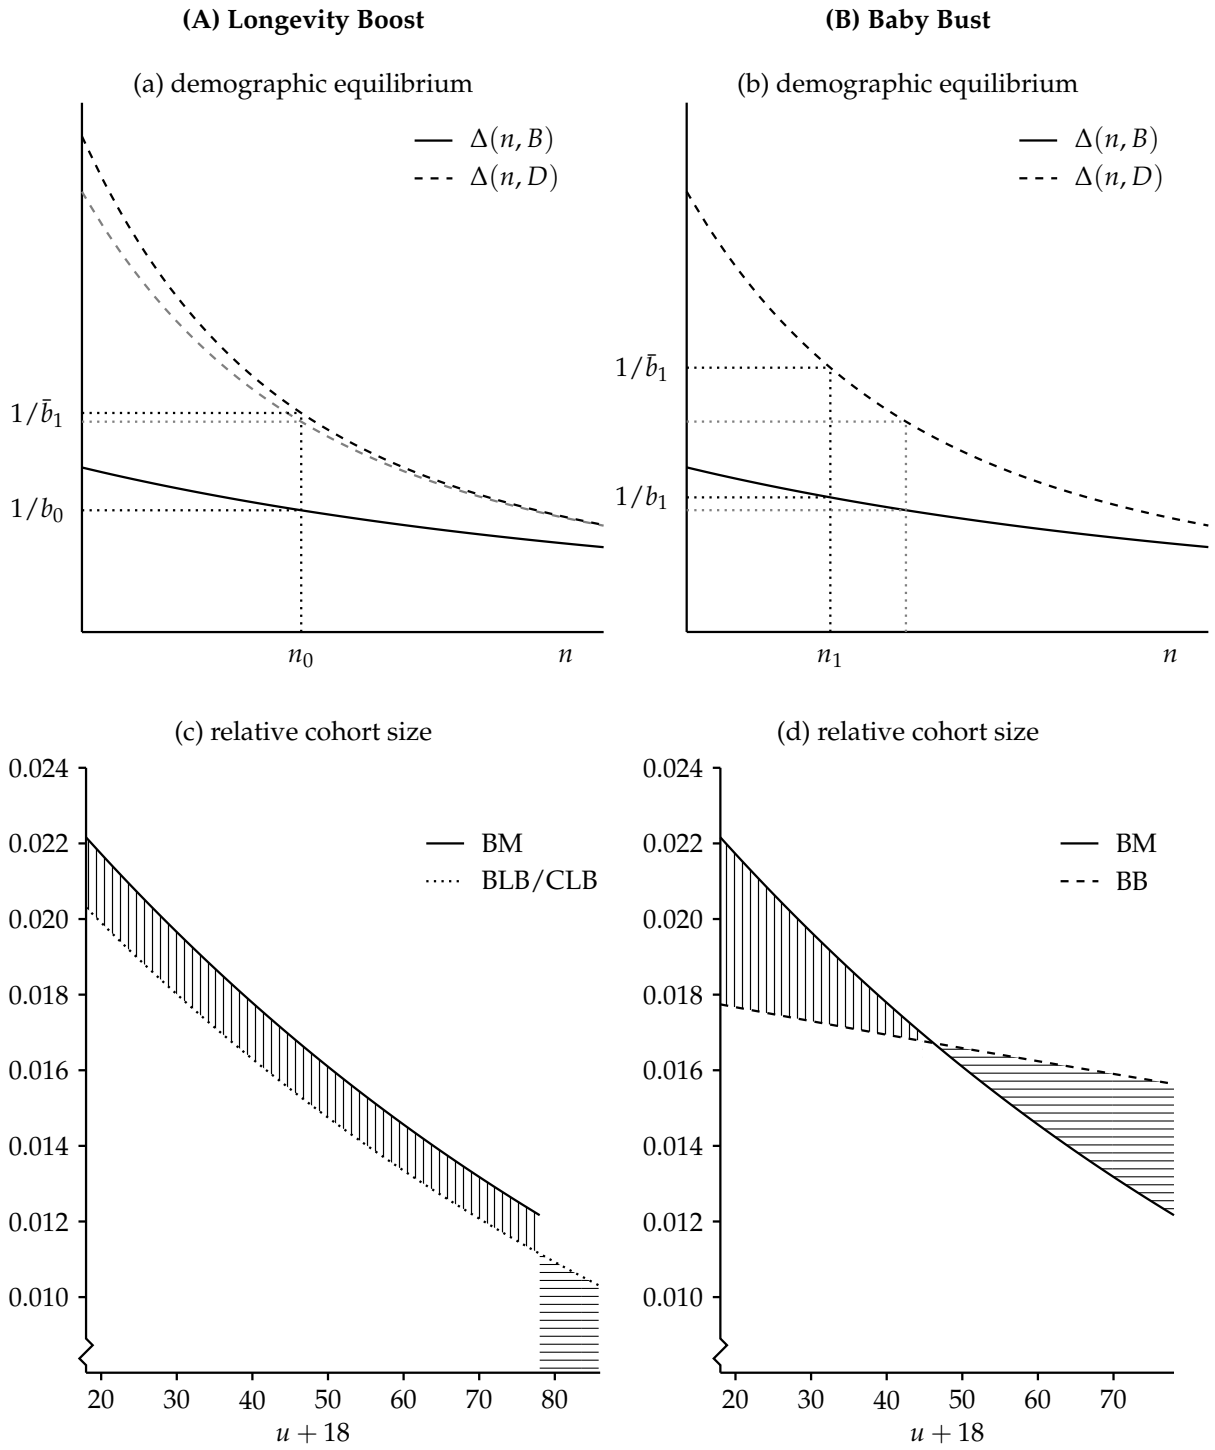 (A) Longevity Boost
(B) Baby Bust
(a) demographic equilibrium
Δ(n, B)
Δ(n, D)
1/b̄₁
1/b₀
n₀
n
(b) demographic equilibrium
Δ(n, B)
Δ(n, D)
1/b̄₁
1/b₁
n₁
n
(c) relative cohort size
0.024
0.022
0.020
0.018
0.016
0.014
0.012
0.010
BM
BLB/CLB
20 30 40 50 60 70 80
u + 18
(d) relative cohort size
0.024
0.022
0.020
0.018
0.016
0.014
0.012
0.010
BM
BB
20 30 40 50 60 70
u + 18